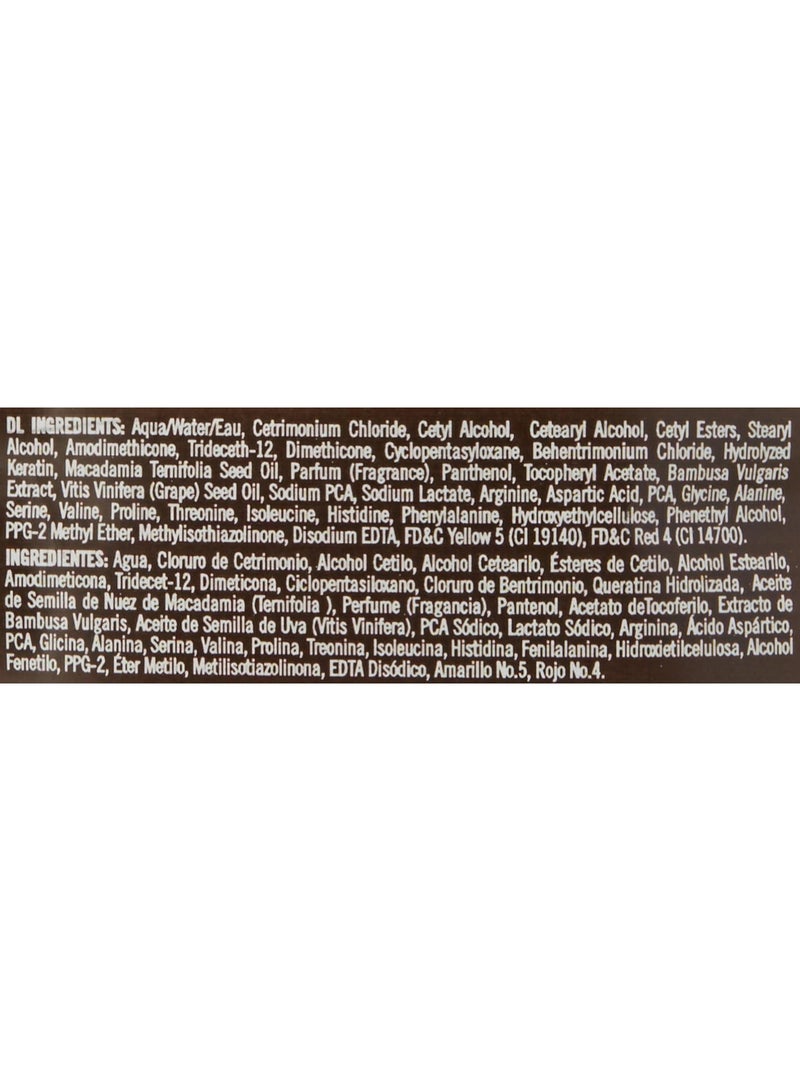 DL INGREDIENTS: Aqua/Water/Eau, Cetrimonium Chloride, Cetyl Alcohol, Cetearyl Alcohol, Cetyl Esters, Stearyl
Alcohol, Amodimethicone, Trideceth-12, Dimethicone, Cyclopentasyloxane, Behentrimonium Chloride, Hydrolyzed
Keratin, Macadamia Ternifolia Seed Oil, Parfum (Fragrance), Panthenol, Tocopheryl Acetate, Bambusa Vulgaris
Extract, Vitis Vinifera (Grape) Seed Oil, Sodium PCA, Sodium Lactate, Arginine, Aspartic Acid, PCA, Glycine, Alanine,
Serine, Valine, Proline, Threonine, Isoleucine, Histidine, Phenylalanine, Hydroxyethylcellulose, Phenethyl Alcohol,
PPG-2 Methyl Ether, Methylisothiazolinone, Disodium EDTA, FD&C Yellow 5 (CI 19140), FD&C Red 4 (CI 14700).
INGREDIENTES: Agua, Cloruro de Cetrimonio, Alcohol Cetilo, Alcohol Cetearilo, Ésteres de Cetilo, Alcohol Estearilo,
Amodimeticona, Tridecet-12, Dimeticona, Ciclopentasiloxano, Cloruro de Bentrimonio, Queratina Hidrolizada, Aceite
de Semilla de Nuez de Macadamia (Ternifolia ), Perfume (Fragancia), Pantenol, Acetato deTocoferilo, Extracto de
Bambusa Vulgaris, Aceite de Semilla de Uva (Vitis Vinifera), PCA Sódico, Lactato Sódico, Arginina, Ácido Aspártico,
PCA, Glicina, Alanina, Serina, Valina, Prolina, Treonina, Isoleucina, Histidina, Fenilalanina, Hidroxietilcelulosa, Alcohol
Fenetilo, PPG-2, Éter Metilo, Metilisotiazolinona, EDTA Disódico, Amarillo No.5, Rojo No.4.